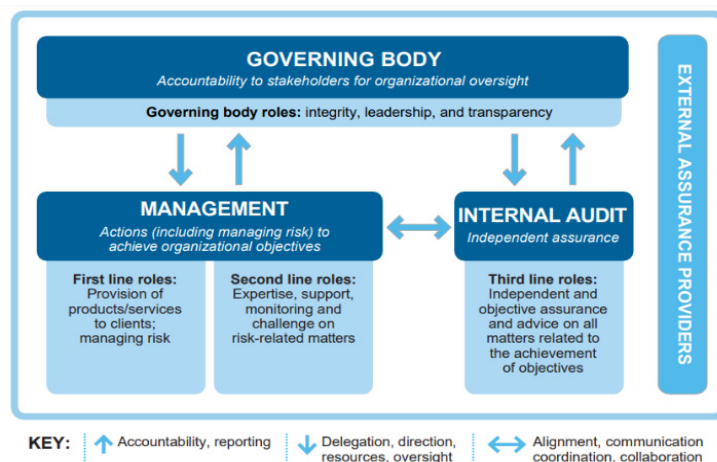 GOVERNING BODY
Accountability to stakeholders for organizational oversight
Governing body roles: integrity, leadership, and transparency
MANAGEMENT
Actions (including managing risk) to
achieve organizational objectives
First line roles:
Provision of
products/services
to clients;
managing risk
Second line roles:
Expertise, support,
monitoring and
challenge on
risk-related matters
INTERNAL AUDIT
Independent assurance
Third line roles:
Independent and
objective assurance
and advice on all
matters related to
the achievement
of objectives
EXTERNAL ASSURANCE PROVIDERS
KEY:
Accountability, reporting
Delegation, direction,
resources, oversight
Alignment, communication
coordination, collaboration